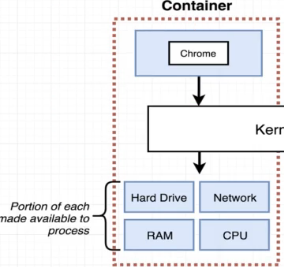 Container
Chrome
Kern
Hard Drive
Network
Portion of each
made available to
process
RAM
CPU